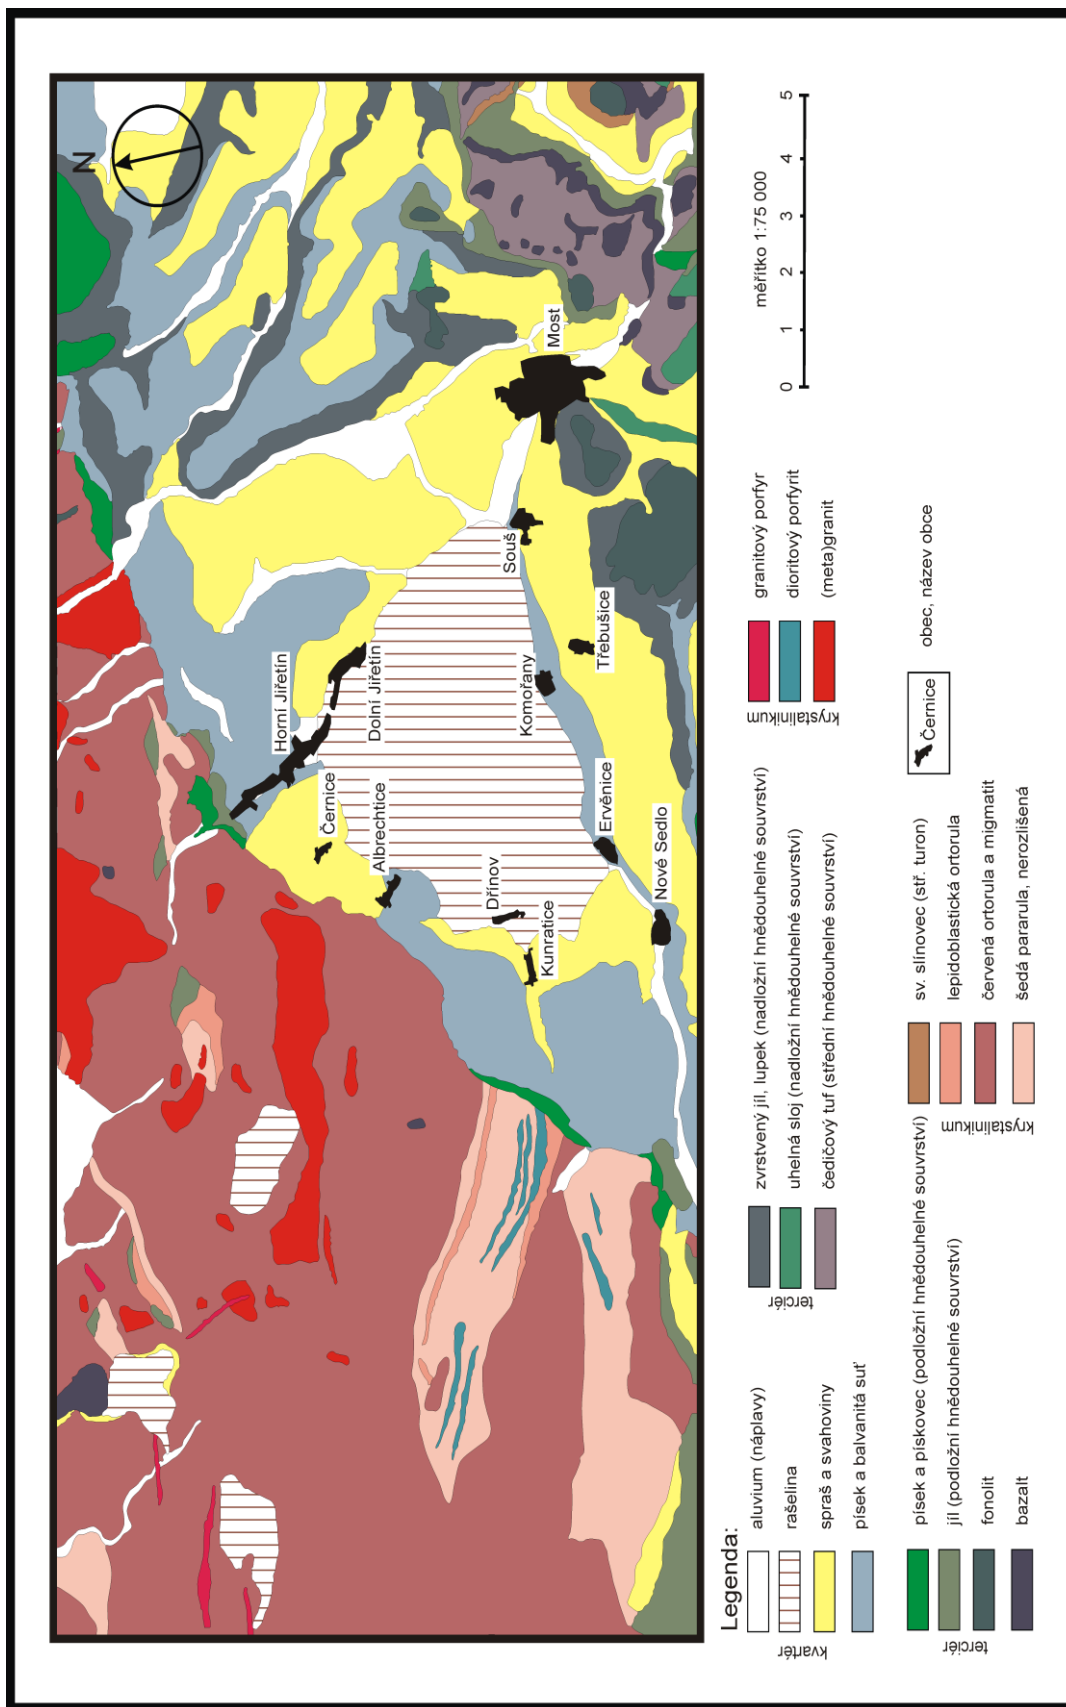 N
Most
Souš
Třebušice
Komořany
Horní Jiřetín
Dolní Jiřetín
Černice
Albrechtice
Ervěnice
Dřínov
Nové Sedlo
Kunratice
Legenda:
kvartér
aluvium (náplavy)
rašelina
spraš a svahoviny
písek a balvanitá suť
terciér
zvrstvený jíl, lupek (nadložní hnědouhelné souvrství)
uhelná sloj (nadložní hnědouhelné souvrství)
čedičový tuf (střední hnědouhelné souvrství)
krystalinikum
granitový porfyr
dioritový porfyrit
(meta)granit
měřítko 1:75 000
0 1 2 3 4 5
terciér
písek a pískovec (podložní hnědouhelné souvrství)
jíl (podložní hnědouhelné souvrství)
fonolit
bazalt
sv. slínovec (stř. turon)
krystalinikum
lepidoblastická ortorula
červená ortorula a migmatit
šedá pararula, nerozlišená
Černice
obec, název obce